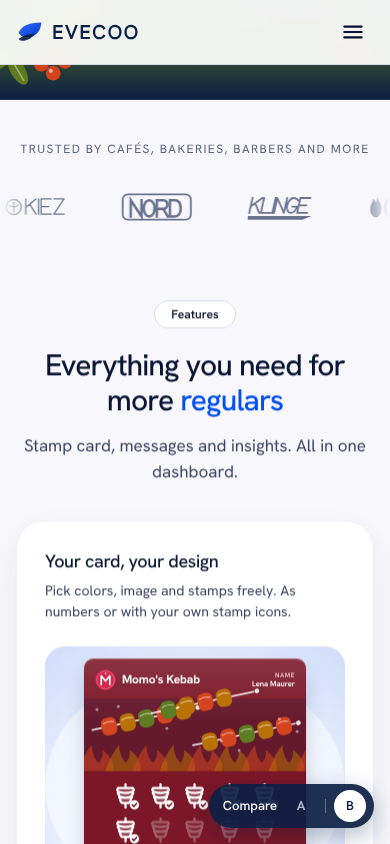 EVECOO
TRUSTED BY CAFÉS, BAKERIES, BARBERS AND MORE
KIEZ
NORD
KLINGE
Features
Everything you need for
more regulars
Stamp card, messages and insights. All in one
dashboard.
Your card, your design
Pick colors, image and stamps freely. As
numbers or with your own stamp icons.
M
Momo's Kebab
NAME
Lena Maurer
Compare A B